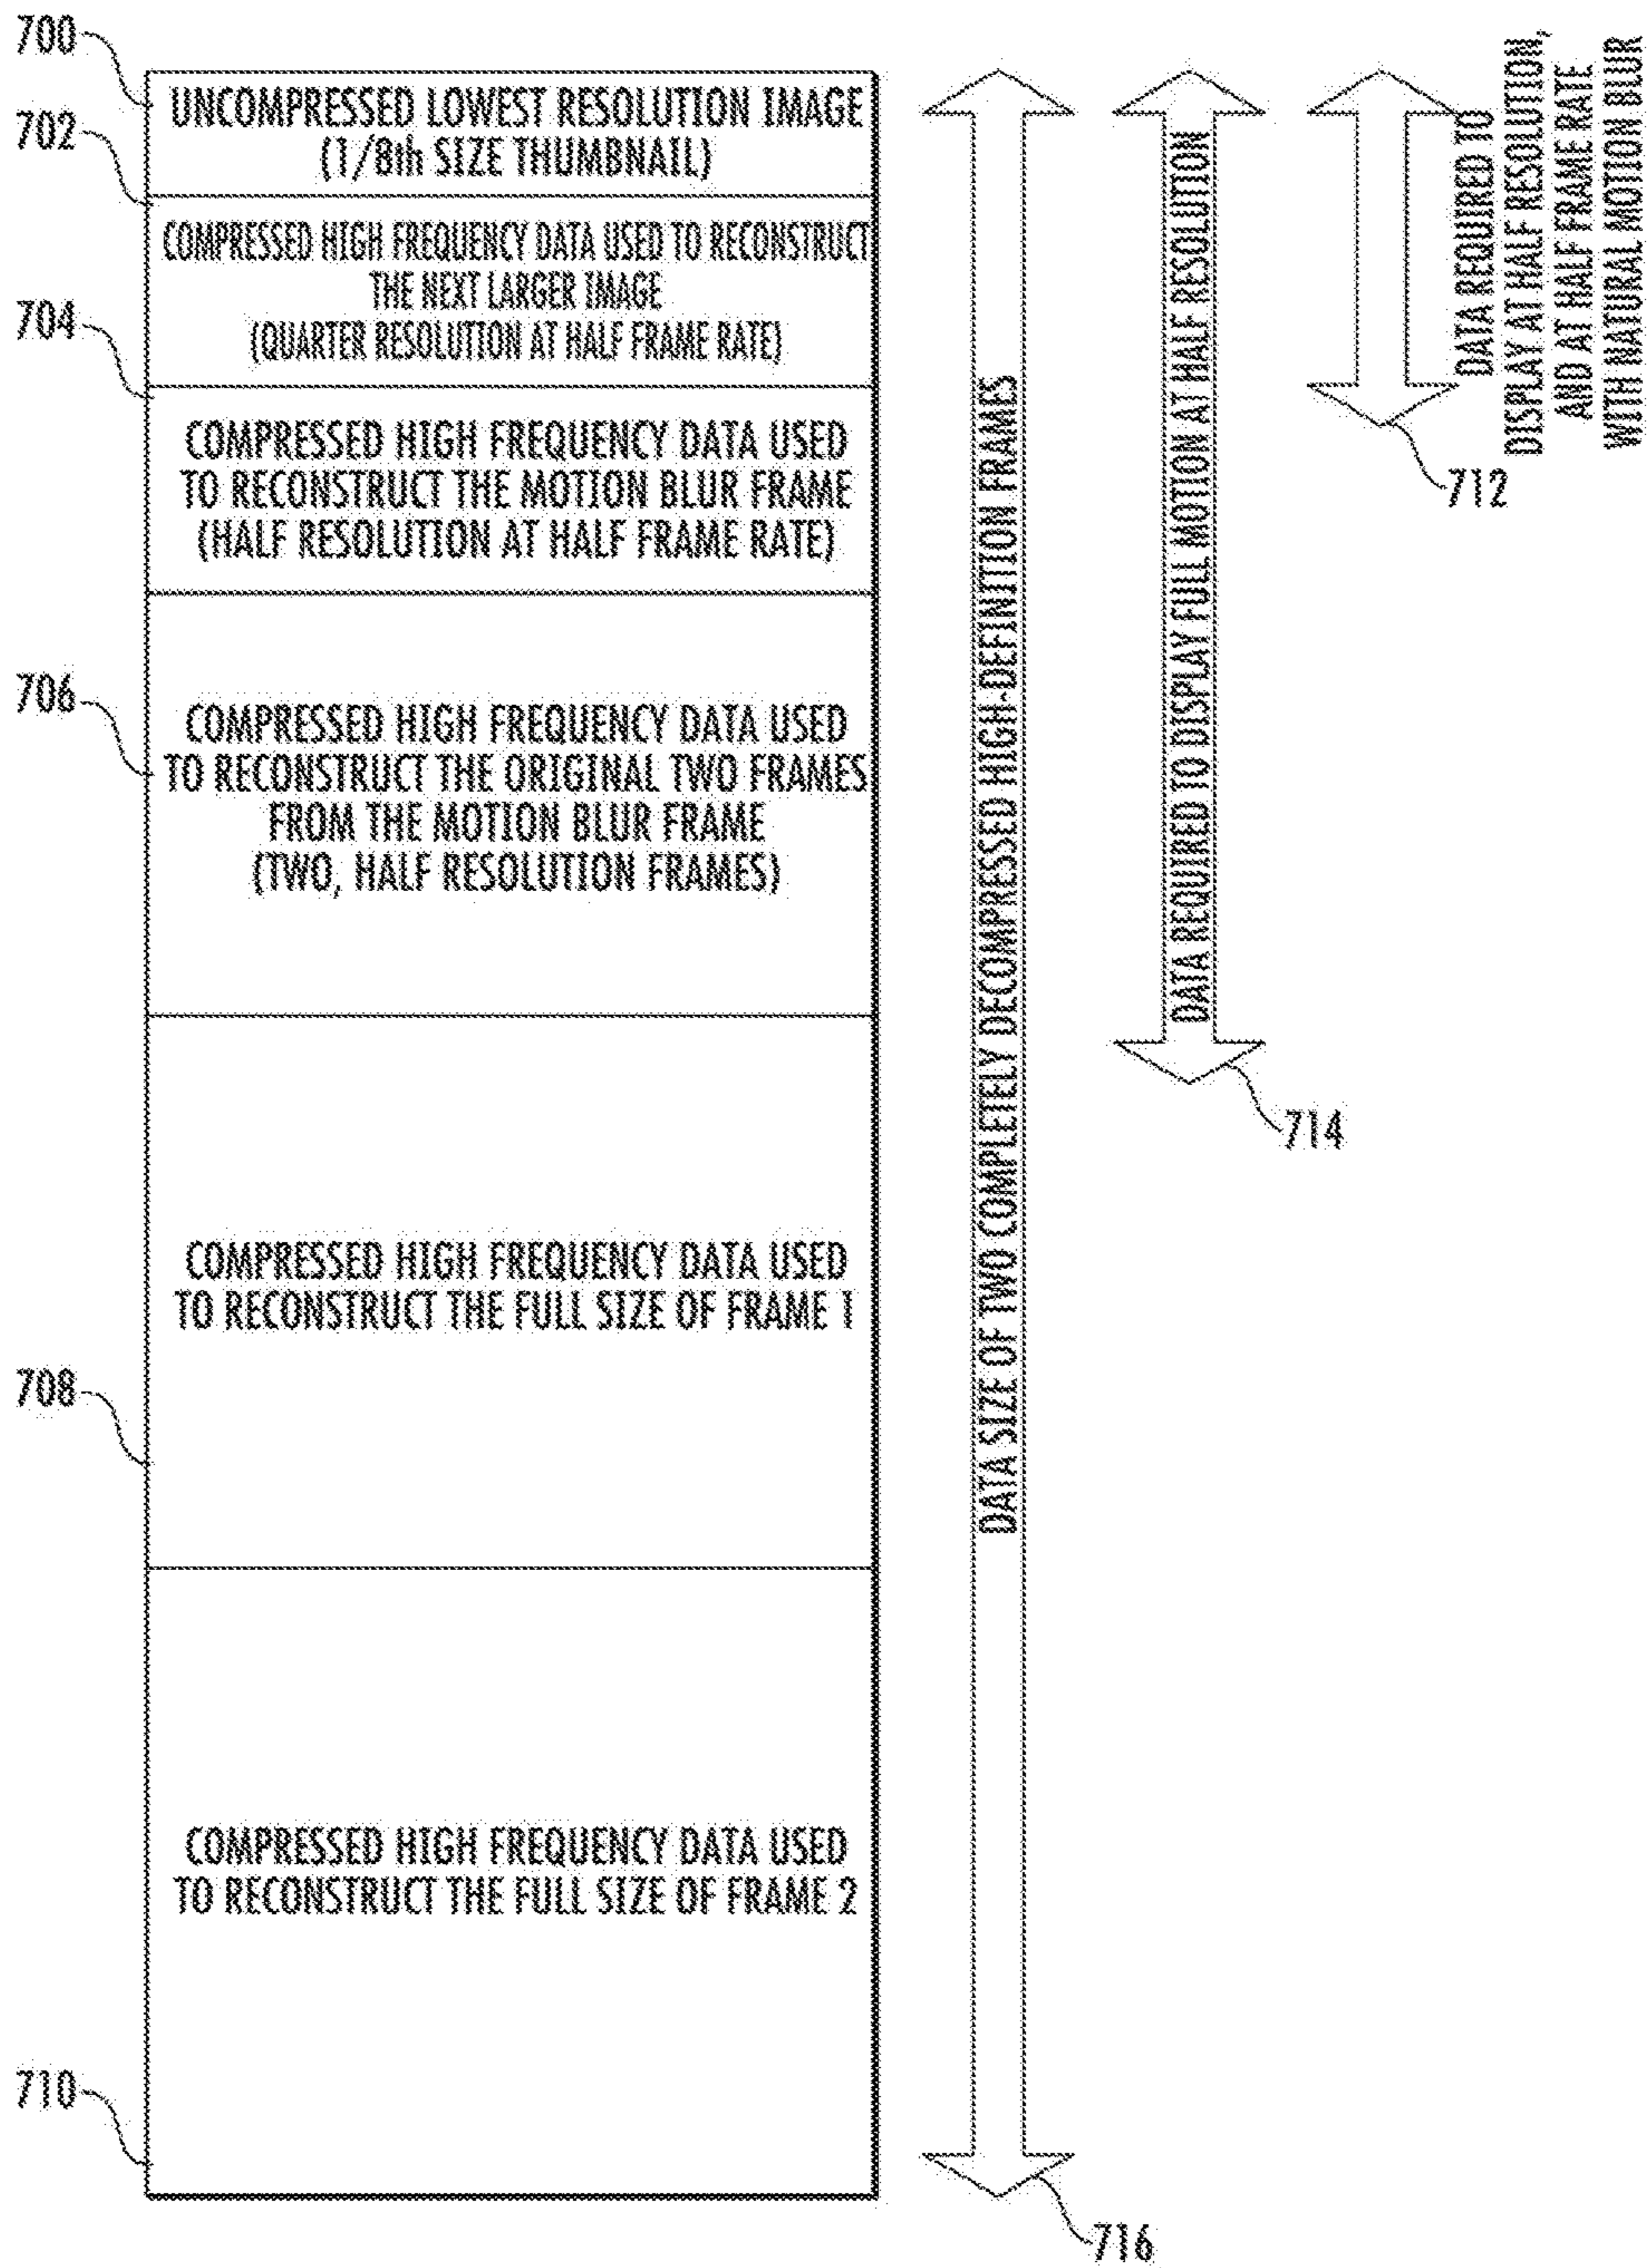 700
UNCOMPRESSED LOWEST RESOLUTION IMAGE
(1/8th SIZE THUMBNAIL)
702
COMPRESSED HIGH FREQUENCY DATA USED TO RECONSTRUCT
THE NEXT LARGER IMAGE
(QUARTER RESOLUTION AT HALF FRAME RATE)
704
COMPRESSED HIGH FREQUENCY DATA USED
TO RECONSTRUCT THE MOTION BLUR FRAME
(HALF RESOLUTION AT HALF FRAME RATE)
706
COMPRESSED HIGH FREQUENCY DATA USED
TO RECONSTRUCT THE ORIGINAL TWO FRAMES
FROM THE MOTION BLUR FRAME
(TWO, HALF RESOLUTION FRAMES)
COMPRESSED HIGH FREQUENCY DATA USED
TO RECONSTRUCT THE FULL SIZE OF FRAME 1
708
COMPRESSED HIGH FREQUENCY DATA USED
TO RECONSTRUCT THE FULL SIZE OF FRAME 2
710
DATA SIZE OF TWO COMPLETELY DECOMPRESSED HIGH-DEFINITION FRAMES
716
DATA REQUIRED TO DISPLAY FULL MOTION AT HALF RESOLUTION
714
DATA REQUIRED TO
DISPLAY AT HALF RESOLUTION,
AND AT HALF FRAME RATE
WITH NATURAL MOTION BLUR
712